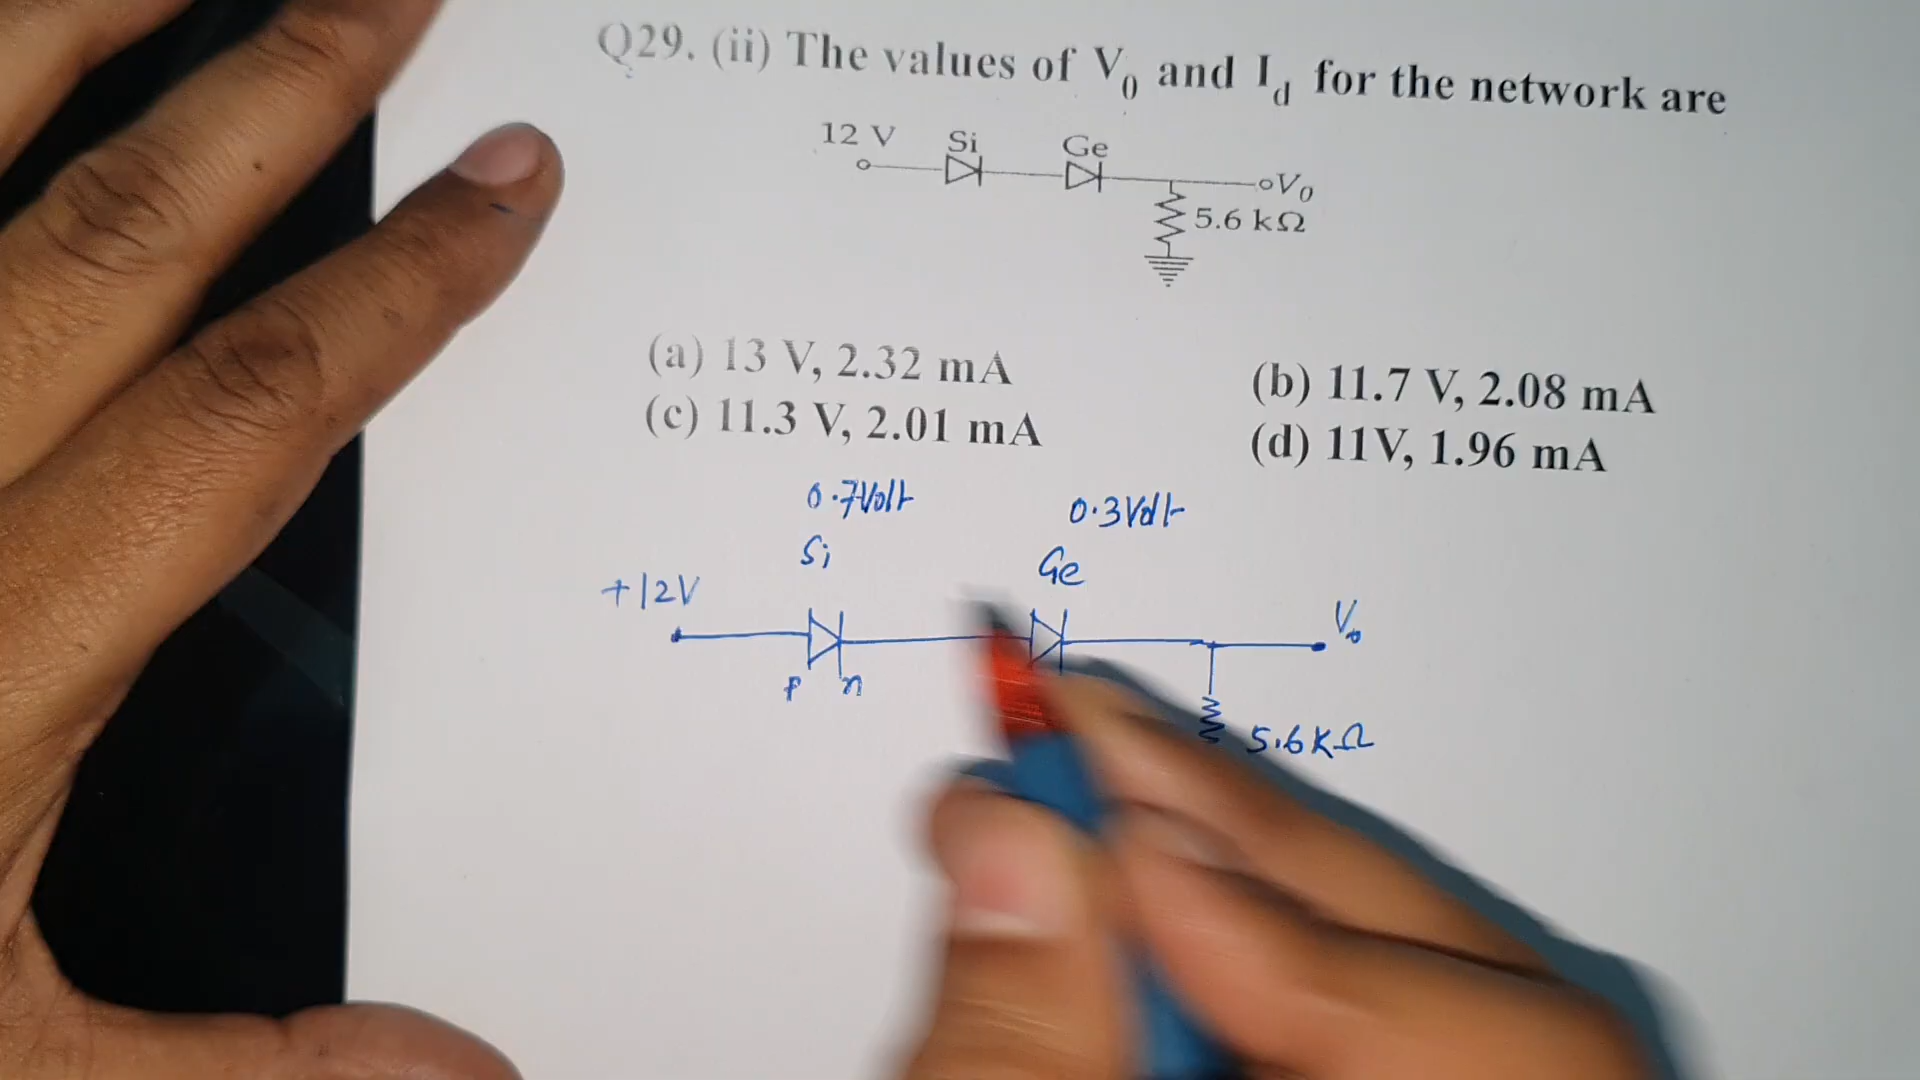 Q29. (ii) The values of V0 and Id for the network are
12 V Si Ge
V0
5.6 kΩ
(a) 13 V, 2.32 mA (b) 11.7 V, 2.08 mA
(c) 11.3 V, 2.01 mA (d) 11V, 1.96 mA
0.7Volt 0.3Volt
Si Ge
+12V V0
p n
5.6KΩ